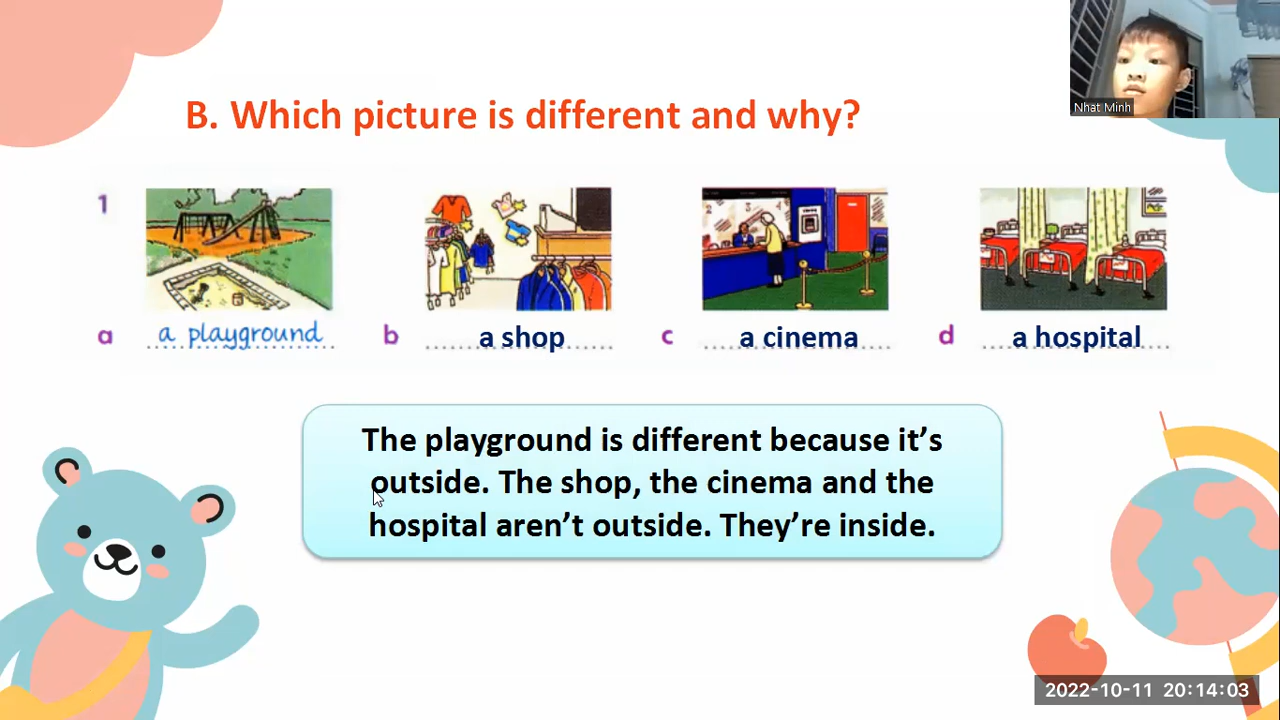 Nhat Minh
B. Which picture is different and why?
1
a a playground b a shop c a cinema d a hospital
The playground is different because it’s
outside. The shop, the cinema and the
hospital aren’t outside. They’re inside.
2022-10-11 20:14:03